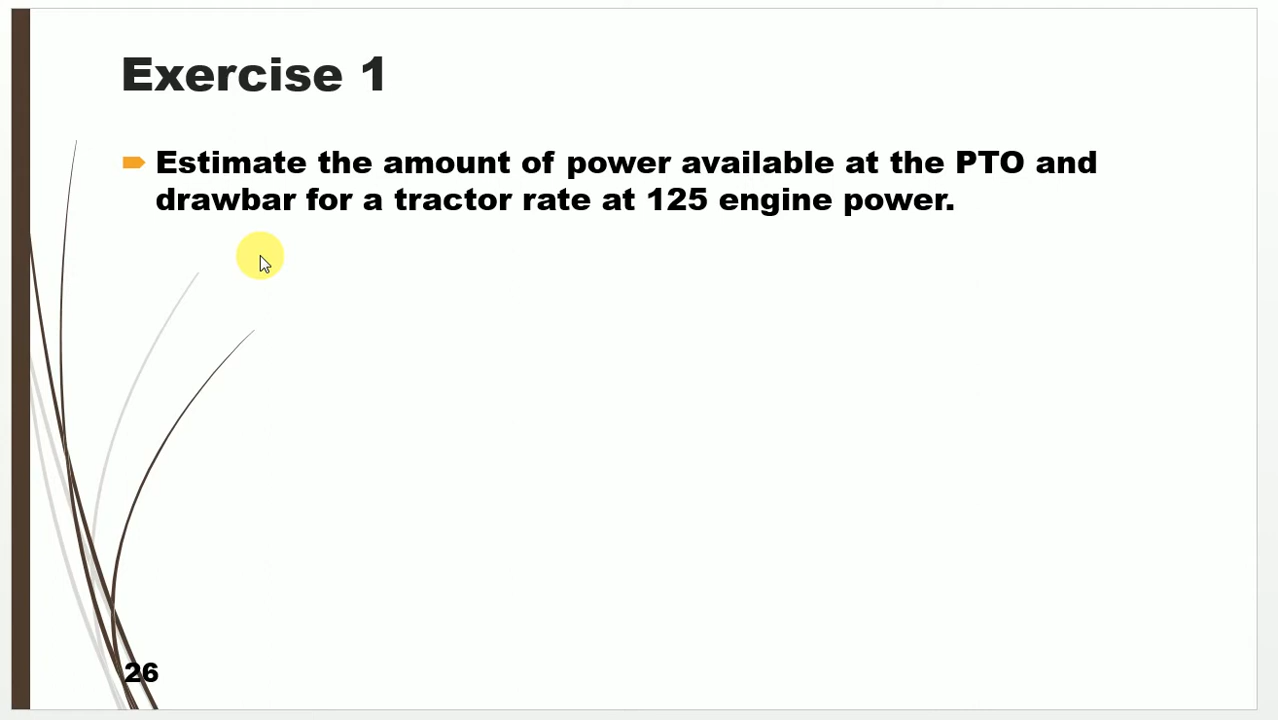 Exercise 1
Estimate the amount of power available at the PTO and
drawbar for a tractor rate at 125 engine power.
26